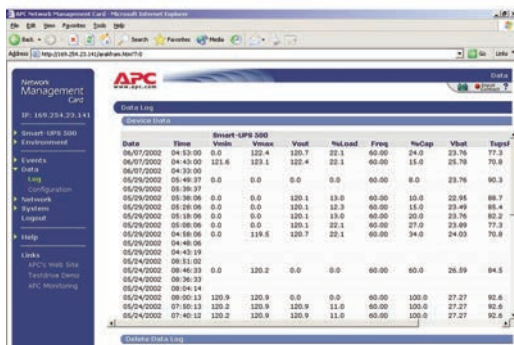 APC Network Management Card - Microsoft Internet Explorer
File Edit View Favorites Tools Help
Back Search Favorites Media
Address http://169.254.23.141/ Go Links
Network
Management
Card
IP: 169.254.23.141
Smart-UPS 500
Environment
Events
Data
Log
Configuration
Network
System
Logout
Help
Links
APC's Web Site
Testdrive Demo
APC Monitoring
APC
www.apc.com
Data
Help
Data Log
Device Data
Smart-UPS 500
Date Time Vmin Vmax Vout %Load Freq %Cap Vbat TupsF
06/07/2002 04:53:00 0.0 122.4 120.7 22.1 60.00 24.0 23.76 77.3
06/07/2002 04:43:00 121.6 123.1 122.4 22.1 60.00 15.0 25.78 70.8
06/07/2002 04:33:00
05/29/2002 05:49:37 0.0 0.0 0.0 0.0 60.00 8.0 23.76 90.3
05/29/2002 05:39:37
05/29/2002 05:38:06 0.0 0.0 120.1 0.0 60.00 10.0 22.95 88.7
05/29/2002 05:28:06 0.0 0.0 120.1 12.3 60.00 15.0 23.49 85.4
05/29/2002 05:18:06 0.0 0.0 120.1 13.0 60.00 20.0 23.76 82.2
05/29/2002 05:08:06 0.0 0.0 120.1 22.1 60.00 27.0 23.89 77.3
05/29/2002 04:58:06 0.0 119.5 120.7 22.1 60.00 34.0 24.03 70.8
05/29/2002 04:48:06
05/29/2002 04:43:19
05/24/2002 08:51:02
05/24/2002 08:46:33 0.0 120.2 0.0 0.0 60.00 60.0 26.59 84.5
05/24/2002 08:36:33
05/24/2002 08:04:14
05/24/2002 08:00:13 120.9 120.9 0.0 0.0 60.00 100.0 27.27 92.6
05/24/2002 07:50:13 120.2 120.9 120.9 11.0 60.00 100.0 27.27 92.6
05/24/2002 07:40:12 120.2 120.9 120.9 11.0 60.00 100.0 27.27 92.6
Delete Data Log